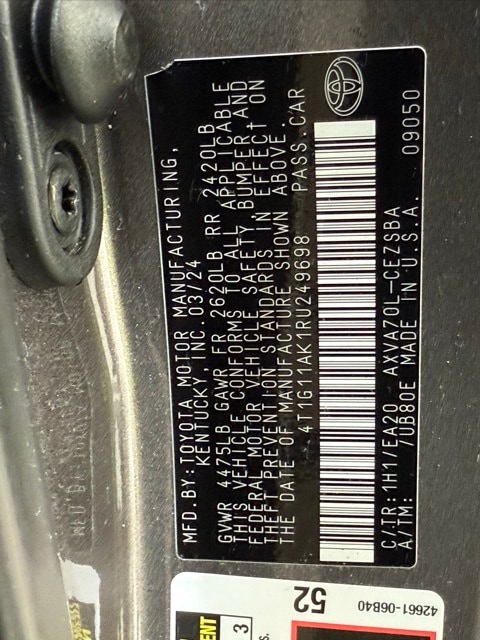 MFD.BY:TOYOTA MOTOR MANUFACTURING,
KENTUCKY, INC. 03/24
GVWR 4475LB GAWR FR 2620LB RR 2420LB
THIS VEHICLE CONFORMS TO ALL APPLICABLE
FEDERAL MOTOR VEHICLE SAFETY, BUMPER, AND
THEFT PREVENTION STANDARDS IN EFFECT ON
THE DATE OF MANUFACTURE SHOWN ABOVE.
4T1G11AK1RU249698 PASS.CAR
C/TR:1H1/EA20 AXVA70L-CEZSBA
A/TM: /UB80E MADE IN U.S.A. 09050
52
42661-06B40
3